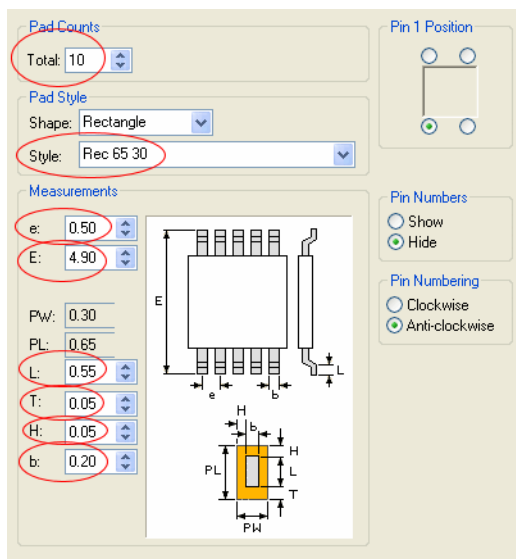 Pad Counts
Total: 10
Pad Style
Shape: Rectangle
Style: Rec 65 30
Measurements
e: 0.50
E: 4.90
PW: 0.30
PL: 0.65
L: 0.55
T: 0.05
H: 0.05
b: 0.20
E
L
e
b
H
b
H
PL
L
T
PW
Pin 1 Position
Pin Numbers
Show
Hide
Pin Numbering
Clockwise
Anti-clockwise